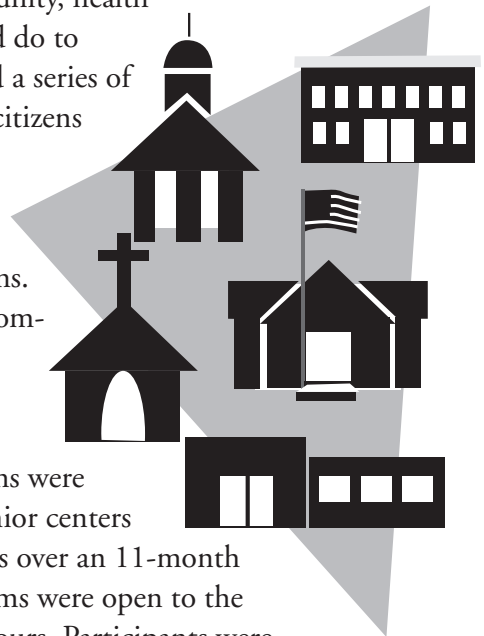 health
d do to
d a series of
citizens
ns.
om-
ns were
nior centers
s over an 11-month
ms were open to the
ours. Participants were